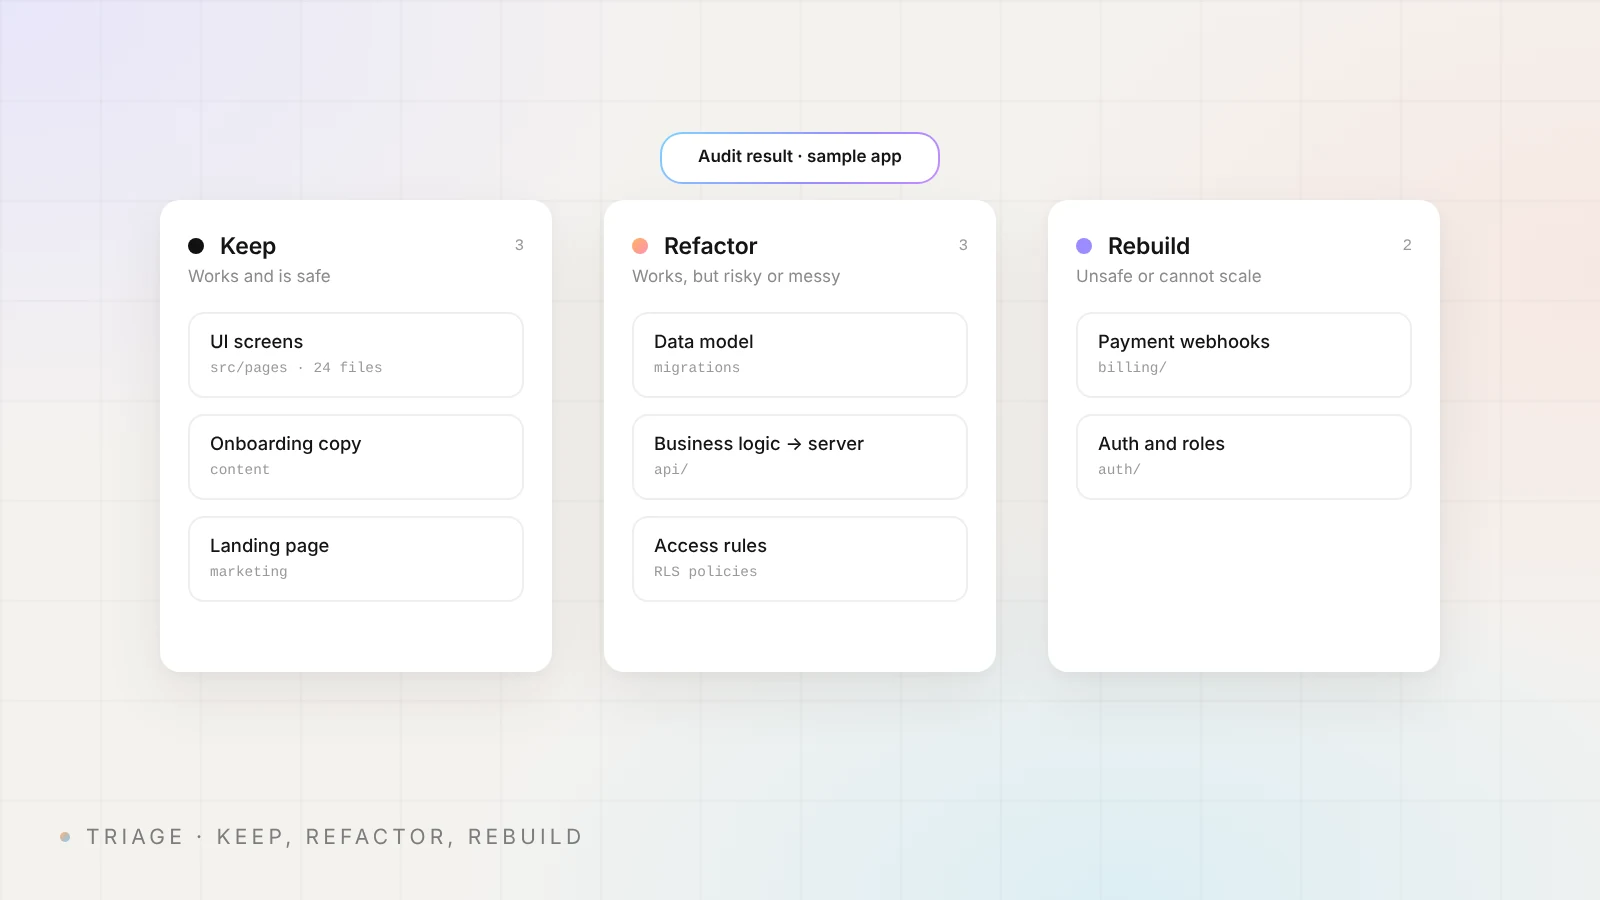 Audit result · sample app
Keep 3
Works and is safe
UI screens
src/pages · 24 files
Onboarding copy
content
Landing page
marketing
Refactor 3
Works, but risky or messy
Data model
migrations
Business logic → server
api/
Access rules
RLS policies
Rebuild 2
Unsafe or cannot scale
Payment webhooks
billing/
Auth and roles
auth/
TRIAGE · KEEP, REFACTOR, REBUILD